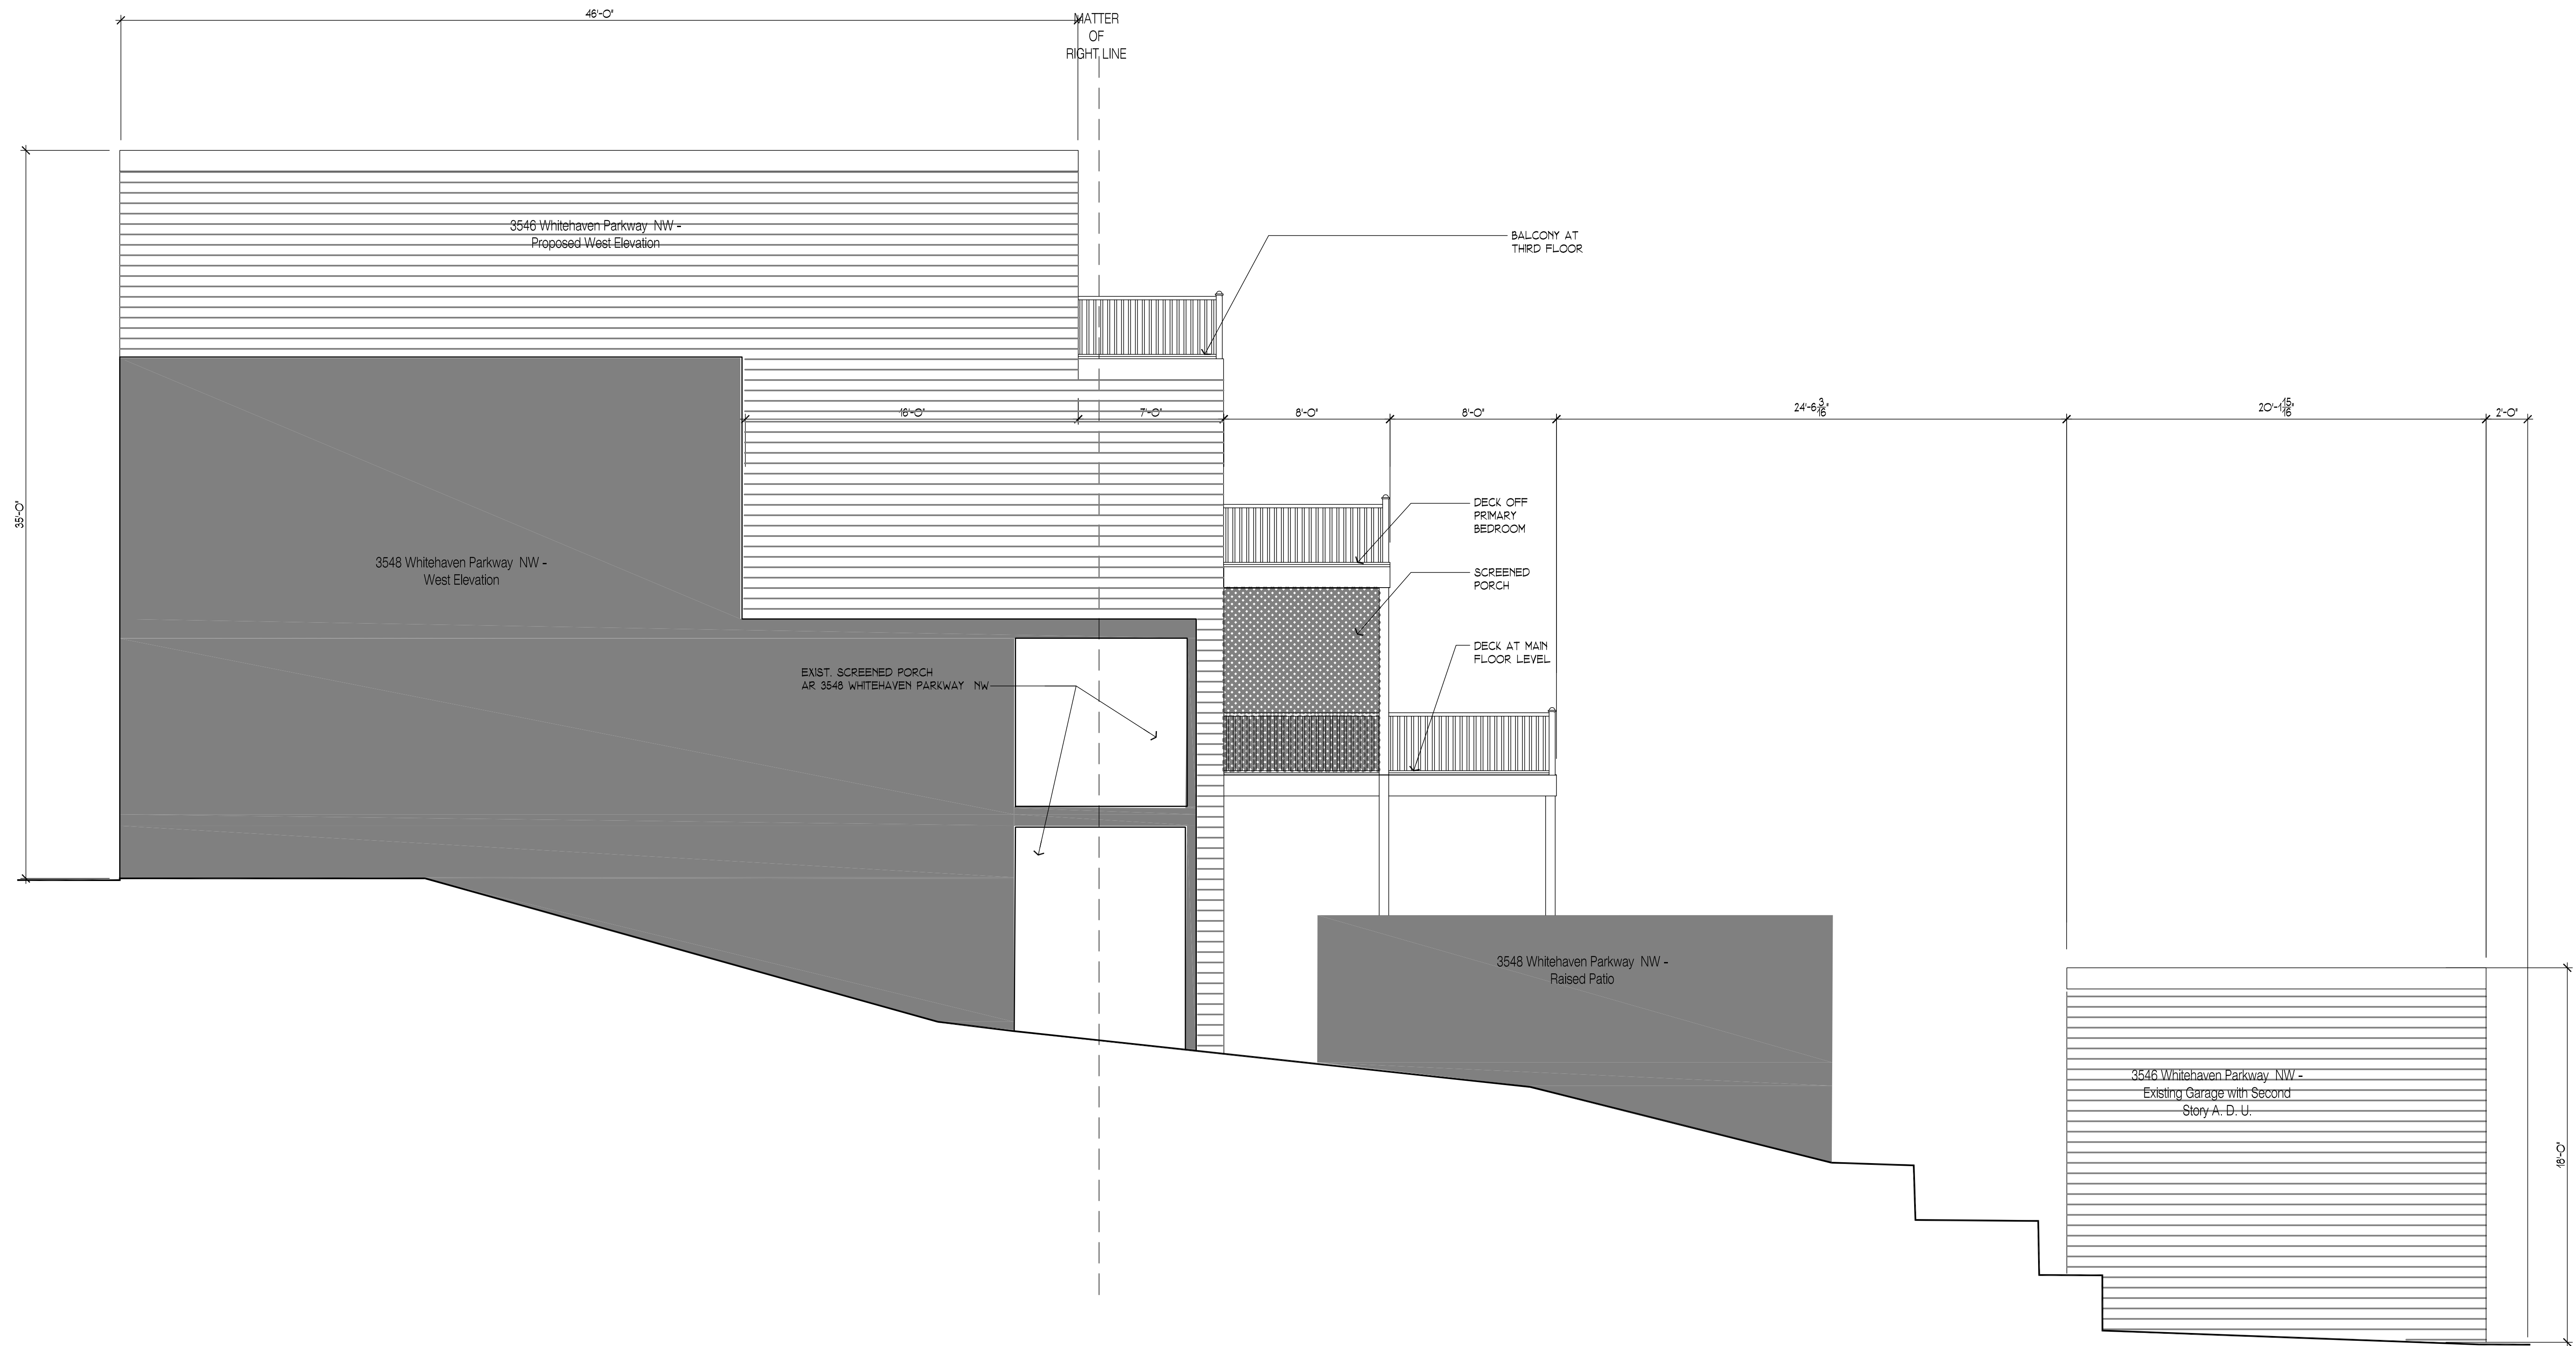 46'-0"
MATTER
OF
RIGHT LINE
3546 Whitehaven Parkway NW -
Proposed West Elevation
BALCONY AT
THIRD FLOOR
16'-0"
7'-0"
8'-0"
8'-0"
24'-6 3/16"
20'-1 15/16"
2'-0"
35'-0"
DECK OFF
PRIMARY
BEDROOM
3548 Whitehaven Parkway NW -
West Elevation
SCREENED
PORCH
DECK AT MAIN
FLOOR LEVEL
EXIST. SCREENED PORCH
AR 3548 WHITEHAVEN PARKWAY NW
3548 Whitehaven Parkway NW -
Raised Patio
3546 Whitehaven Parkway NW -
Existing Garage with Second
Story A. D. U.
18'-0"